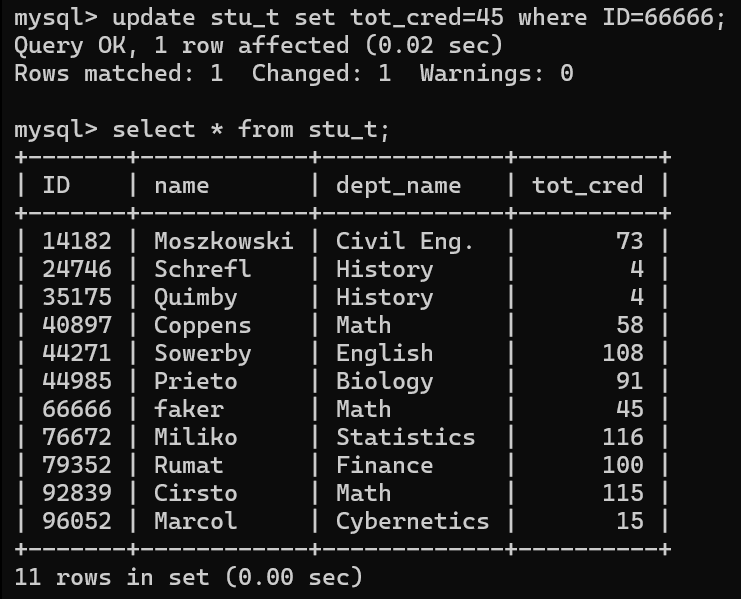 mysql> update stu_t set tot_cred=45 where ID=66666;
Query OK, 1 row affected (0.02 sec)
Rows matched: 1  Changed: 1  Warnings: 0

mysql> select * from stu_t;
+-------+------------+-------------+----------+
| ID    | name       | dept_name   | tot_cred |
+-------+------------+-------------+----------+
| 14182 | Moszkowski | Civil Eng.  |       73 |
| 24746 | Schrefl    | History     |        4 |
| 35175 | Quimby     | History     |        4 |
| 40897 | Coppens    | Math        |       58 |
| 44271 | Sowerby    | English     |      108 |
| 44985 | Prieto     | Biology     |       91 |
| 66666 | faker      | Math        |       45 |
| 76672 | Miliko     | Statistics  |      116 |
| 79352 | Rumat      | Finance     |      100 |
| 92839 | Cirsto     | Math        |      115 |
| 96052 | Marcol     | Cybernetics |       15 |
+-------+------------+-------------+----------+
11 rows in set (0.00 sec)